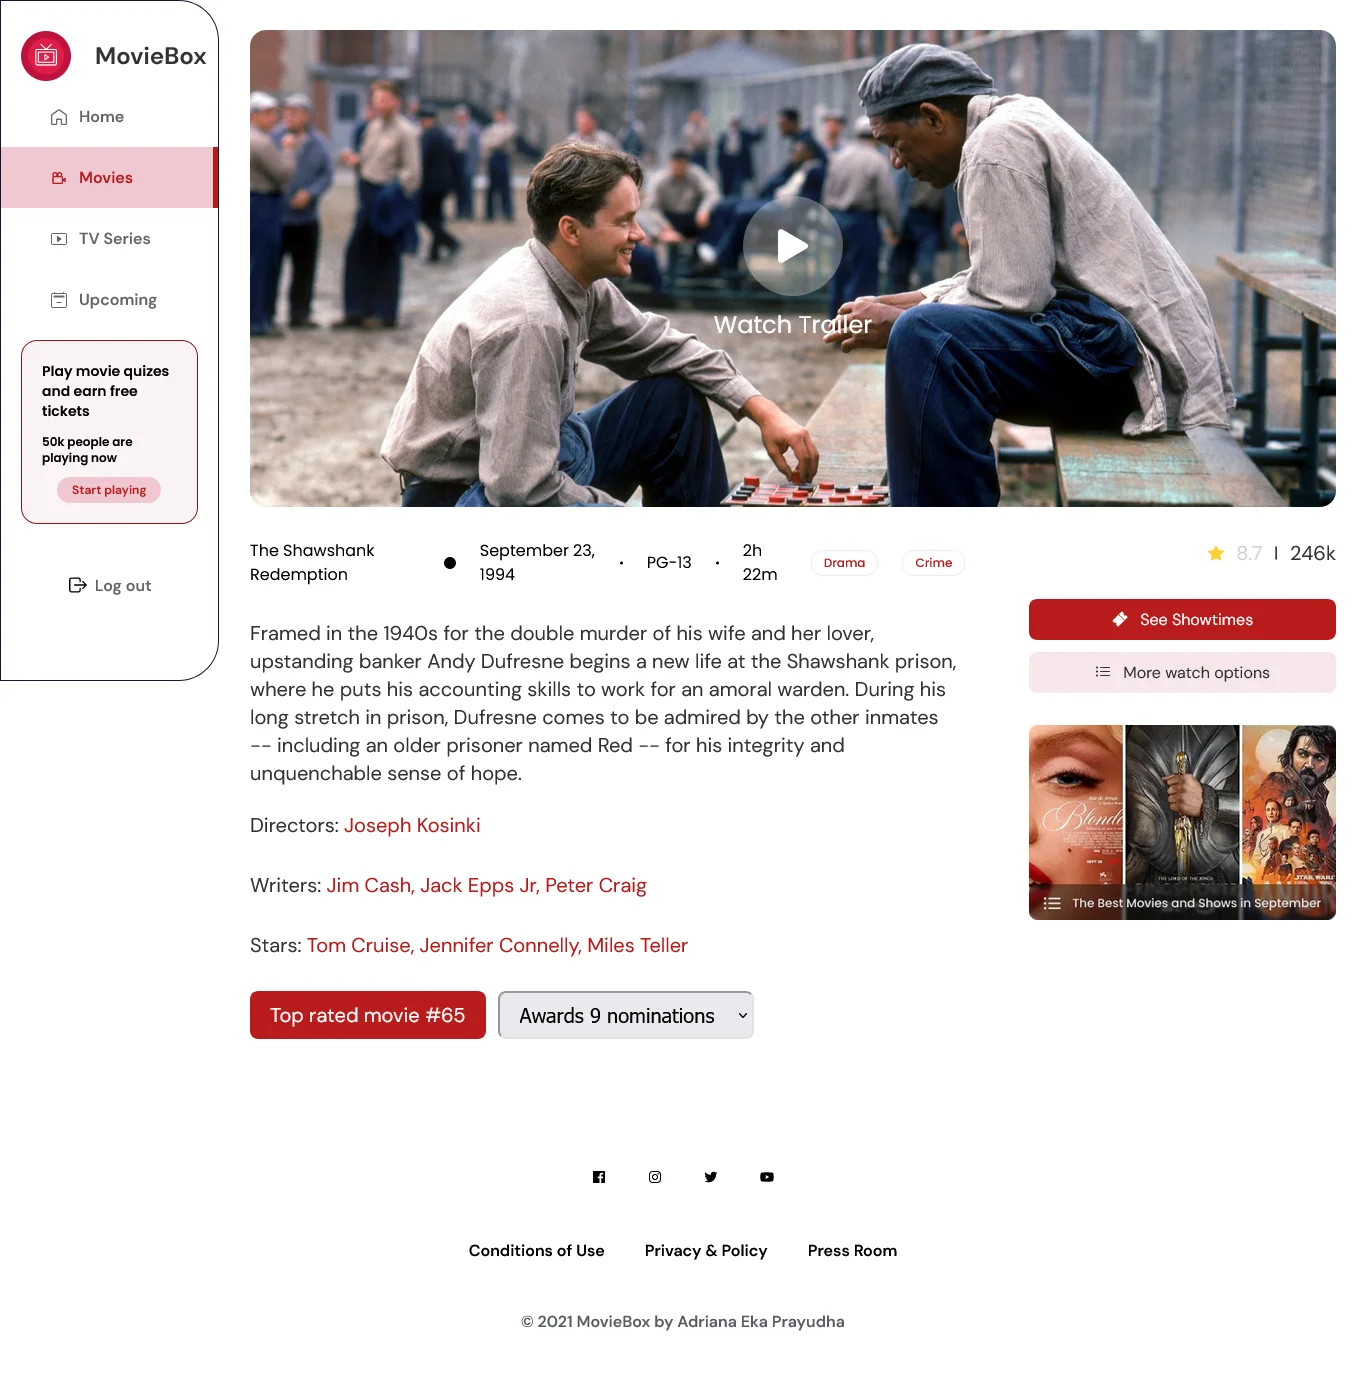 MovieBox
Home
Movies
TV Series
Upcoming
Play movie quizes
and earn free
tickets
50k people are
playing now
Start playing
Log out
Watch Trailer
The Shawshank
Redemption
September 23,
1994
PG-13
2h
22m
Drama
Crime
8.7 | 246k
See Showtimes
More watch options
Framed in the 1940s for the double murder of his wife and her lover,
upstanding banker Andy Dufresne begins a new life at the Shawshank prison,
where he puts his accounting skills to work for an amoral warden. During his
long stretch in prison, Dufresne comes to be admired by the other inmates
-- including an older prisoner named Red -- for his integrity and
unquenchable sense of hope.
Directors: Joseph Kosinki
Writers: Jim Cash, Jack Epps Jr, Peter Craig
Stars: Tom Cruise, Jennifer Connelly, Miles Teller
Top rated movie #65
Awards 9 nominations
Blonde
THE LORD OF THE RINGS
STAR WARS
The Best Movies and Shows in September
Conditions of Use
Privacy & Policy
Press Room
© 2021 MovieBox by Adriana Eka Prayudha